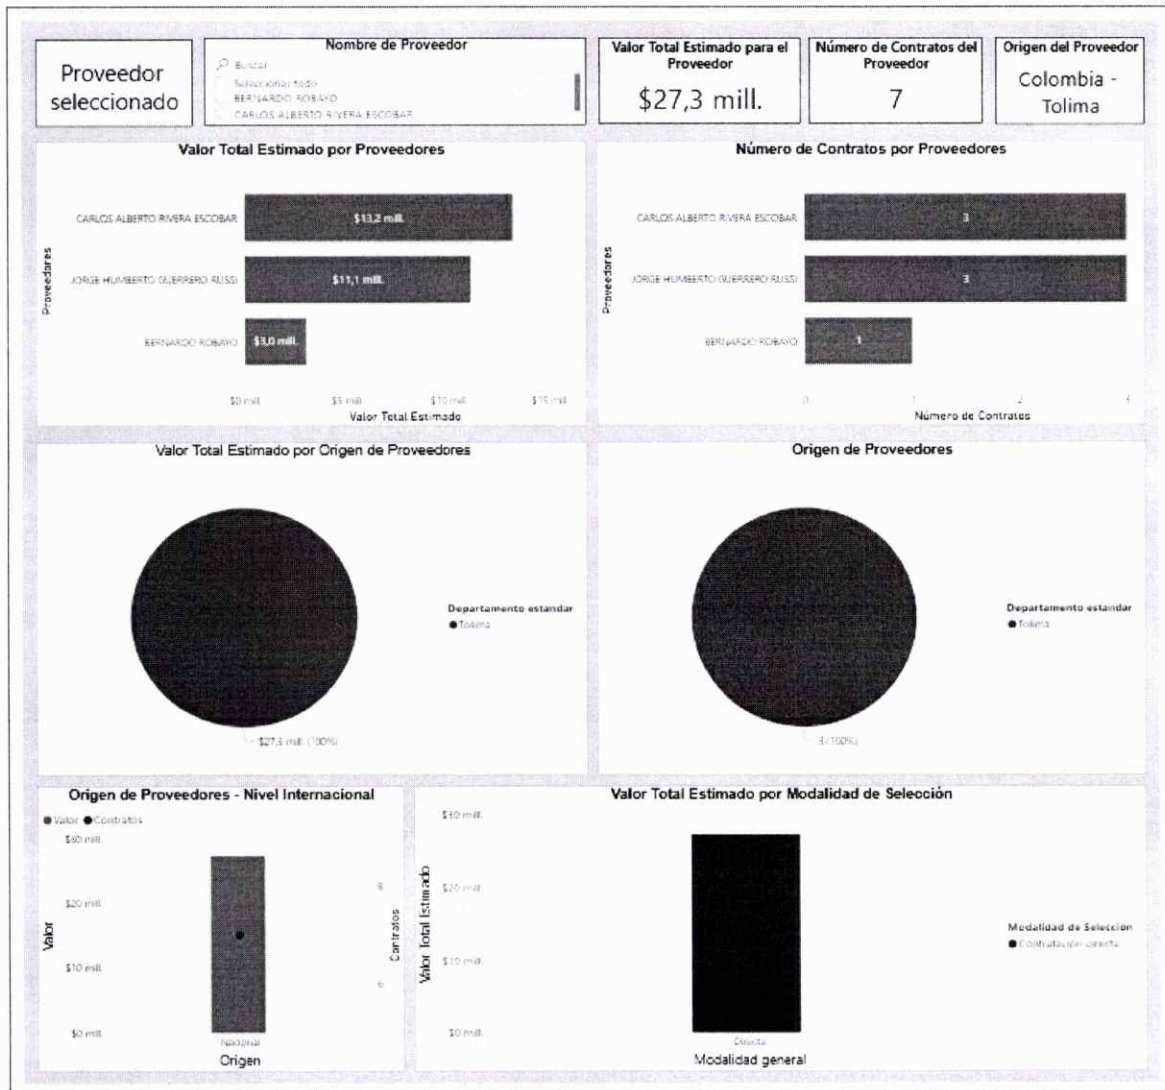 Proveedor
seleccionado
Nombre de Proveedor
Buscar
Seleccionar todo
BERNARDO ROBAYO
CARLOS ALBERTO RIVERA ESCOBAR
Valor Total Estimado para el
Proveedor
$27,3 mill.
Número de Contratos del
Proveedor
7
Origen del Proveedor
Colombia -
Tolima
Valor Total Estimado por Proveedores
Proveedores
CARLOS ALBERTO RIVERA ESCOBAR
$13,2 mill.
JORGE HUMBERTO GUERRERO RUSSI
$11,1 mill.
BERNARDO ROBAYO
$3,0 mill.
$0 mill. $5 mill. $10 mill. $15 mill.
Valor Total Estimado
Número de Contratos por Proveedores
Proveedores
CARLOS ALBERTO RIVERA ESCOBAR
3
JORGE HUMBERTO GUERRERO RUSSI
3
BERNARDO ROBAYO
1
0 1 2 3
Número de Contratos
Valor Total Estimado por Origen de Proveedores
Departamento estandar
Tolima
$27,3 mill. (100%)
Origen de Proveedores
Departamento estandar
Tolima
3 (100%)
Origen de Proveedores - Nivel Internacional
Valor Contratos
$30 mill.
$20 mill.
$10 mill.
$0 mill.
Valor
8
6
Contratos
Nacional
Origen
Valor Total Estimado por Modalidad de Selección
$30 mill.
$20 mill.
$10 mill.
$0 mill.
Valor Total Estimado
Directa
Modalidad general
Modalidad de Selección
Contratación directa